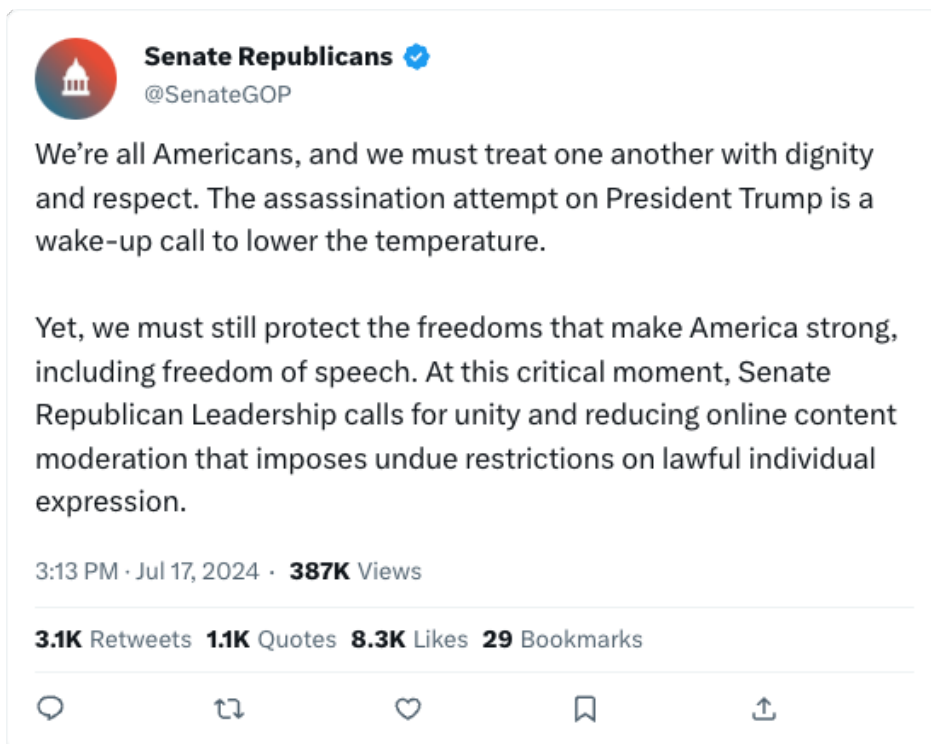 Senate Republicans
@SenateGOP
We’re all Americans, and we must treat one another with dignity
and respect. The assassination attempt on President Trump is a
wake-up call to lower the temperature.
Yet, we must still protect the freedoms that make America strong,
including freedom of speech. At this critical moment, Senate
Republican Leadership calls for unity and reducing online content
moderation that imposes undue restrictions on lawful individual
expression.
3:13 PM · Jul 17, 2024 · 387K Views
3.1K Retweets 1.1K Quotes 8.3K Likes 29 Bookmarks